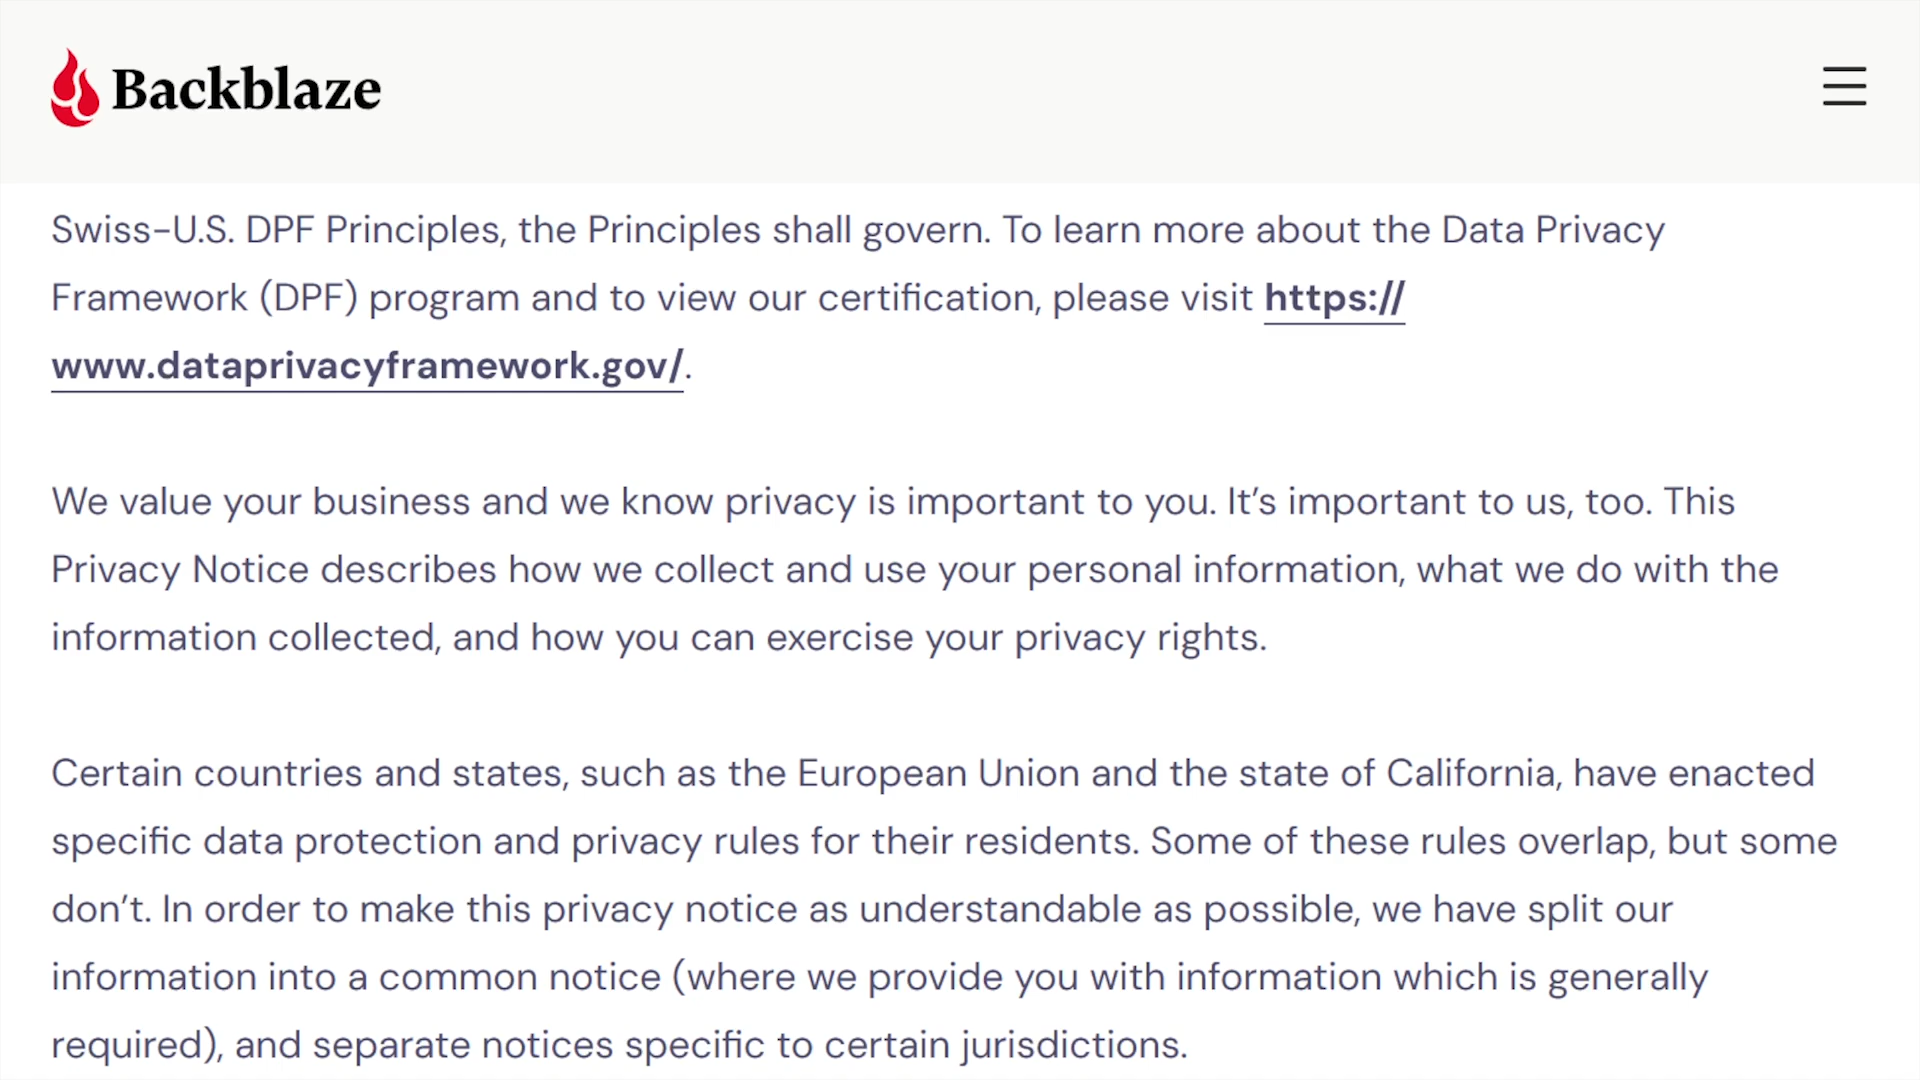 Backblaze
Swiss-U.S. DPF Principles, the Principles shall govern. To learn more about the Data Privacy
Framework (DPF) program and to view our certification, please visit https://
www.dataprivacyframework.gov/.
We value your business and we know privacy is important to you. It’s important to us, too. This
Privacy Notice describes how we collect and use your personal information, what we do with the
information collected, and how you can exercise your privacy rights.
Certain countries and states, such as the European Union and the state of California, have enacted
specific data protection and privacy rules for their residents. Some of these rules overlap, but some
don’t. In order to make this privacy notice as understandable as possible, we have split our
information into a common notice (where we provide you with information which is generally
required), and separate notices specific to certain jurisdictions.